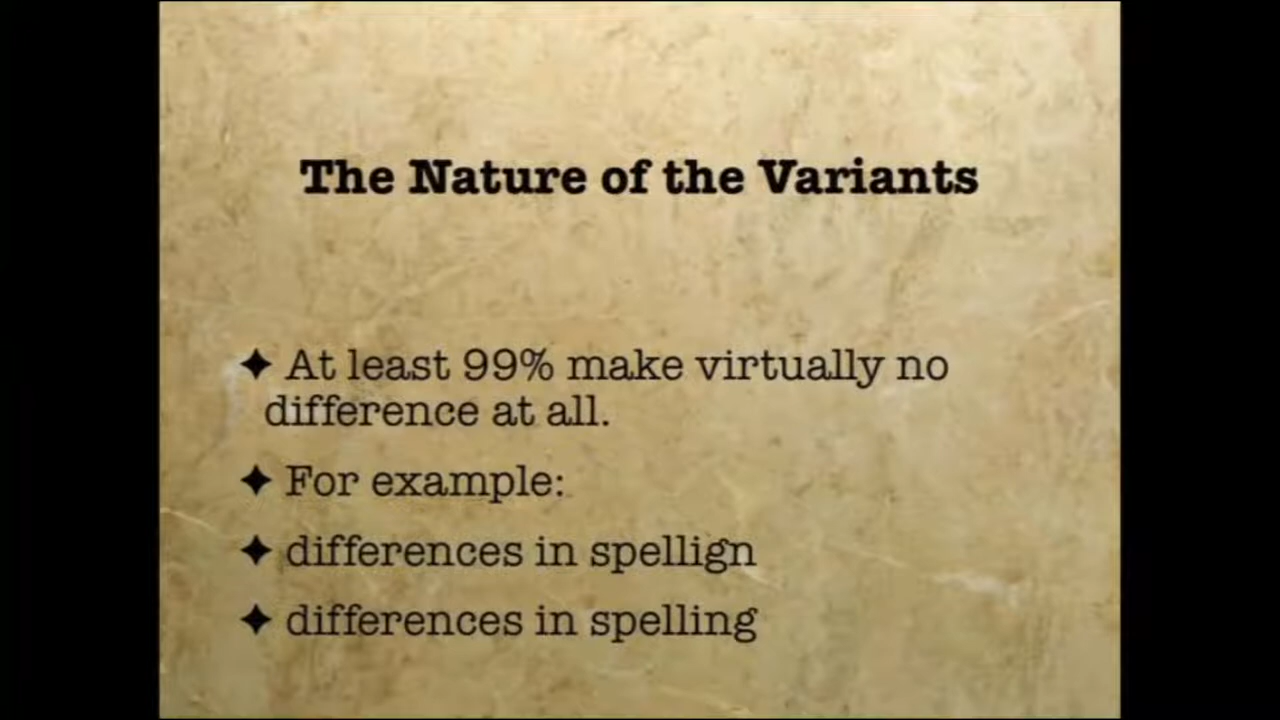 The Nature of the Variants
✦ At least 99% make virtually no
difference at all.
✦ For example:
✦ differences in spellign
✦ differences in spelling